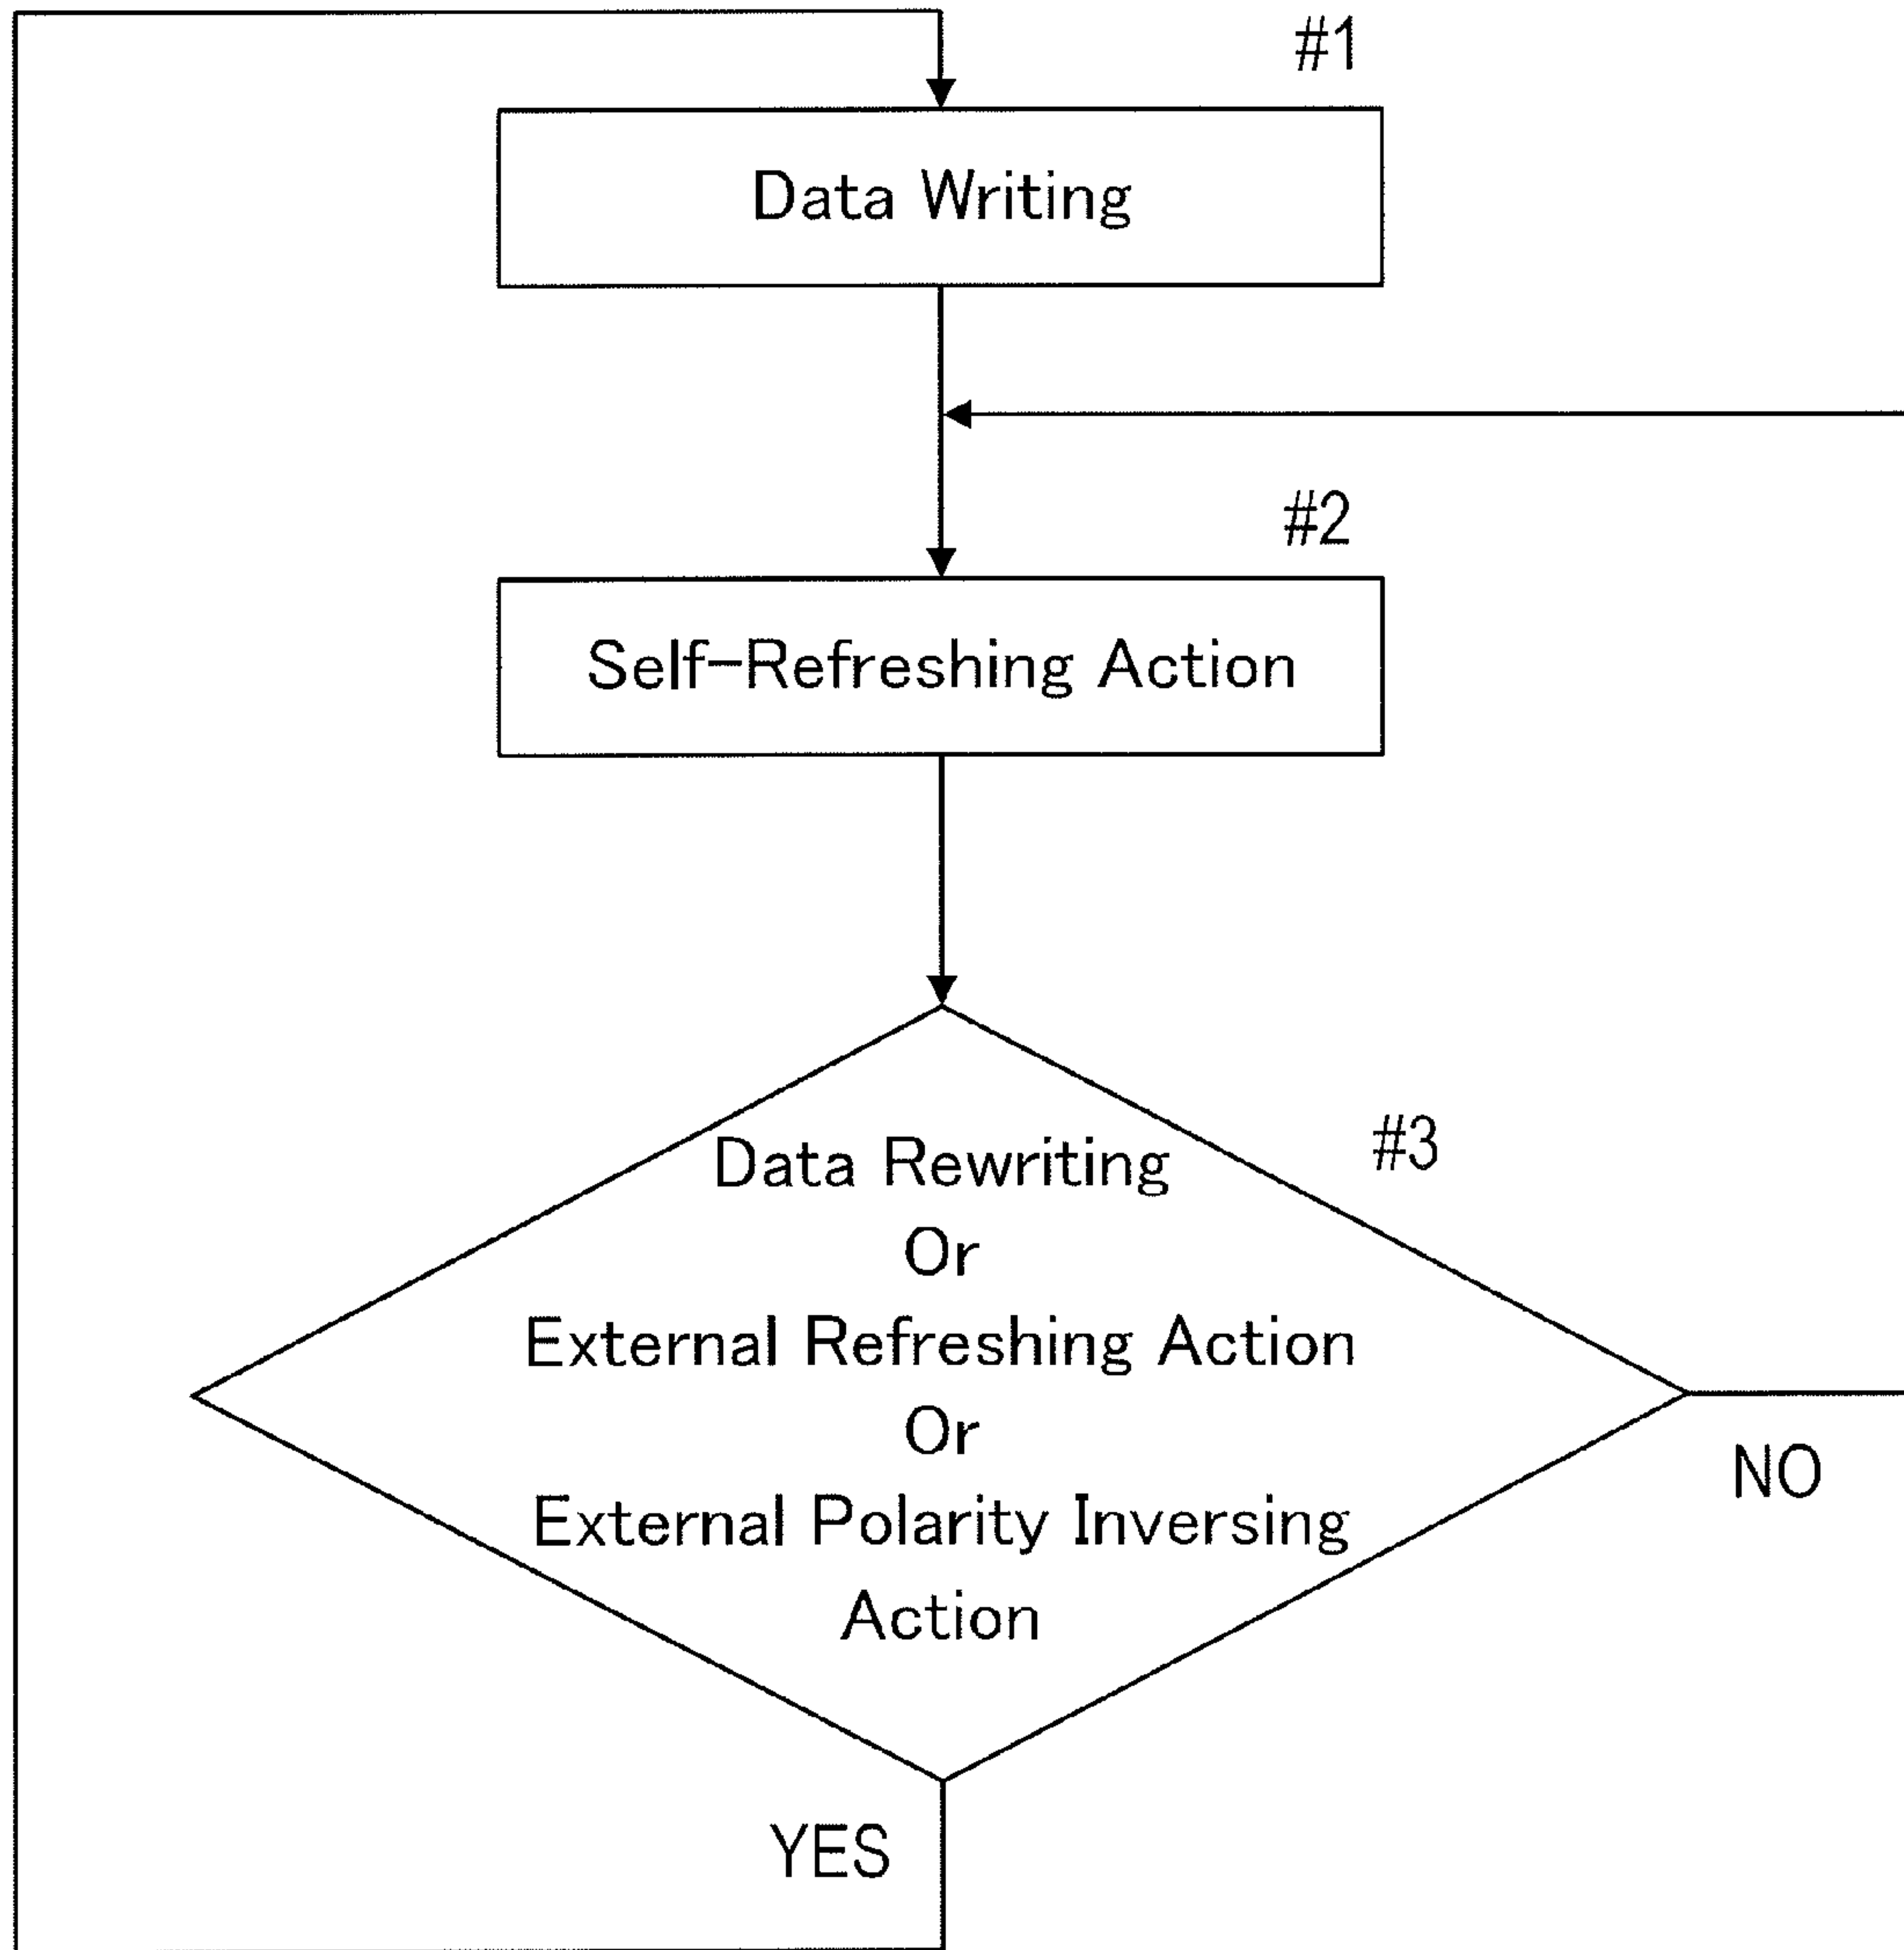 #1
Data Writing
#2
Self-Refreshing Action
#3
Data Rewriting
Or
External Refreshing Action
Or
External Polarity Inversing
Action
NO
YES